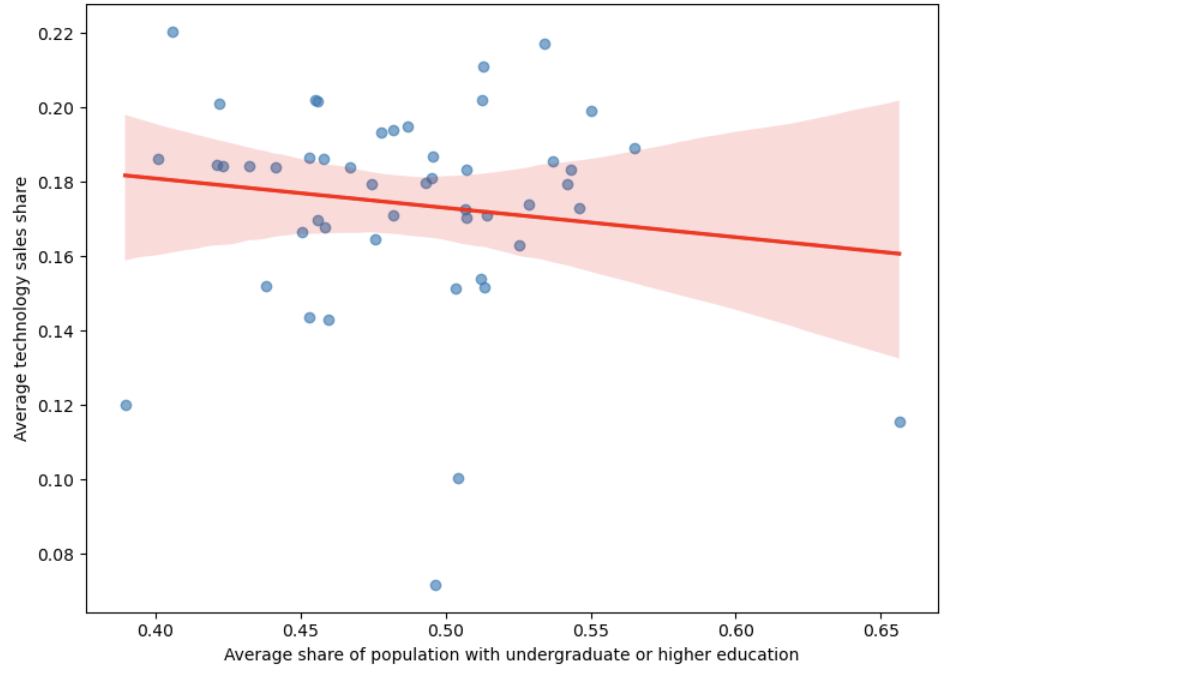 0.22
0.20
0.18
0.16
0.14
0.12
0.10
0.08
Average technology sales share
0.40 0.45 0.50 0.55 0.60 0.65
Average share of population with undergraduate or higher education